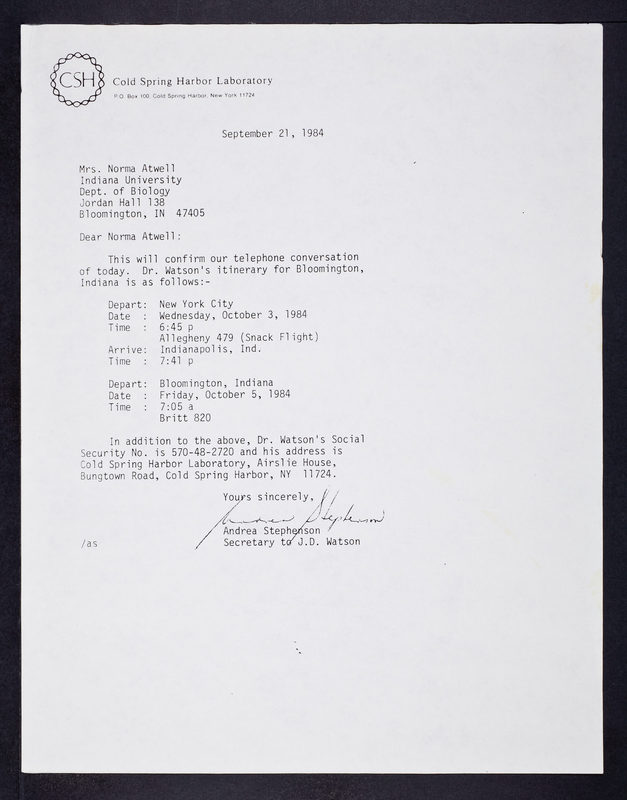 CSH
Cold Spring Harbor Laboratory
P.O. Box 100, Cold Spring Harbor, New York 11724
September 21, 1984
Mrs. Norma Atwell
Indiana University
Dept. of Biology
Jordan Hall 138
Bloomington, IN 47405
Dear Norma Atwell:
This will confirm our telephone conversation
of today. Dr. Watson's itinerary for Bloomington,
Indiana is as follows:-
Depart: New York City
Date : Wednesday, October 3, 1984
Time : 6:45 p
Allegheny 479 (Snack Flight)
Arrive: Indianapolis, Ind.
Time : 7:41 p
Depart: Bloomington, Indiana
Date : Friday, October 5, 1984
Time : 7:05 a
Britt 820
In addition to the above, Dr. Watson's Social
Security No. is 570-48-2720 and his address is
Cold Spring Harbor Laboratory, Airslie House,
Bungtown Road, Cold Spring Harbor, NY 11724.
Yours sincerely,
Andrea Stephenson
Andrea Stephenson
/as Secretary to J.D. Watson